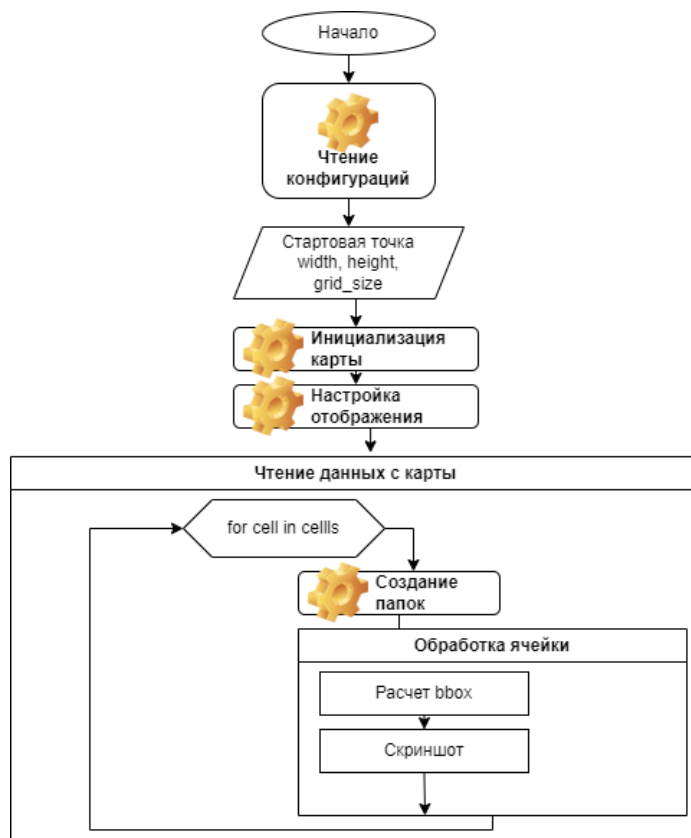 Начало
Чтение
конфигураций
Стартовая точка
width, height,
grid_size
Инициализация
карты
Настройка
отображения
Чтение данных с карты
for cell in cellls
Создание
папок
Обработка ячейки
Расчет bbox
Скриншот